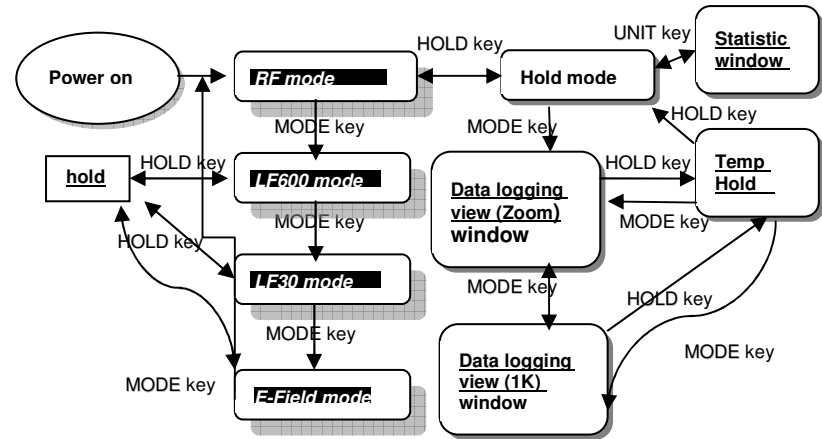 Power on
RF mode
HOLD key
Hold mode
UNIT key
Statistic
window
MODE key
MODE key
HOLD key
hold
HOLD key
LF600 mode
Data logging
view (Zoom)
window
HOLD key
Temp
Hold
MODE key
MODE key
HOLD key
LF30 mode
MODE key
HOLD key
MODE key
MODE key
E-Field mode
Data logging
view (1K)
window
MODE key